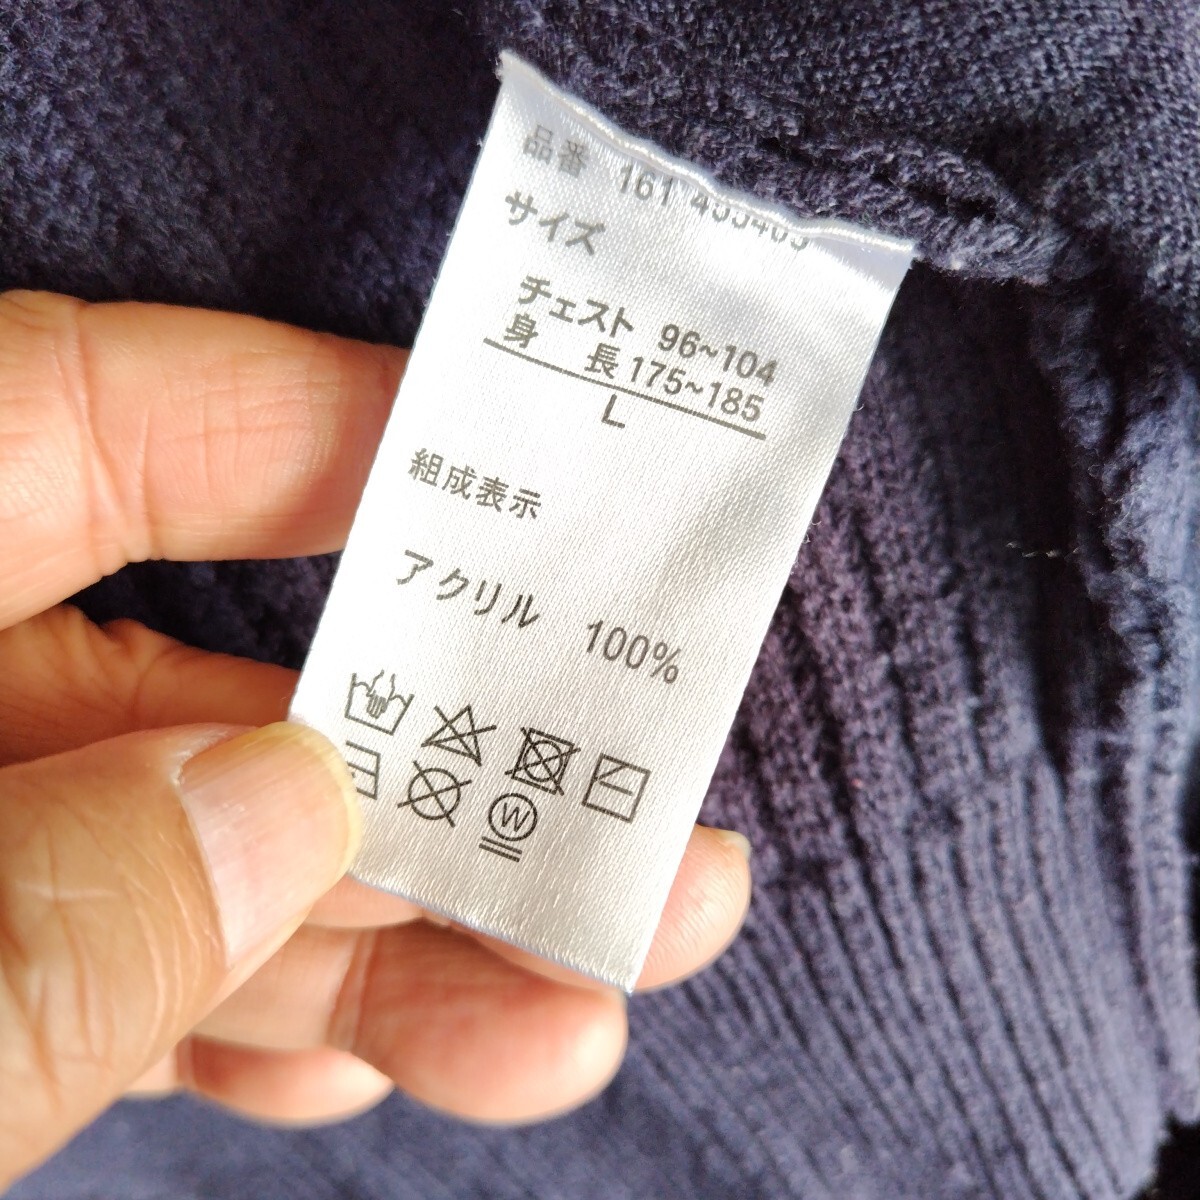 品番 161
サイズ
チェスト 96~104
身 長 175~185
L
組成表示
アクリル 100%
W